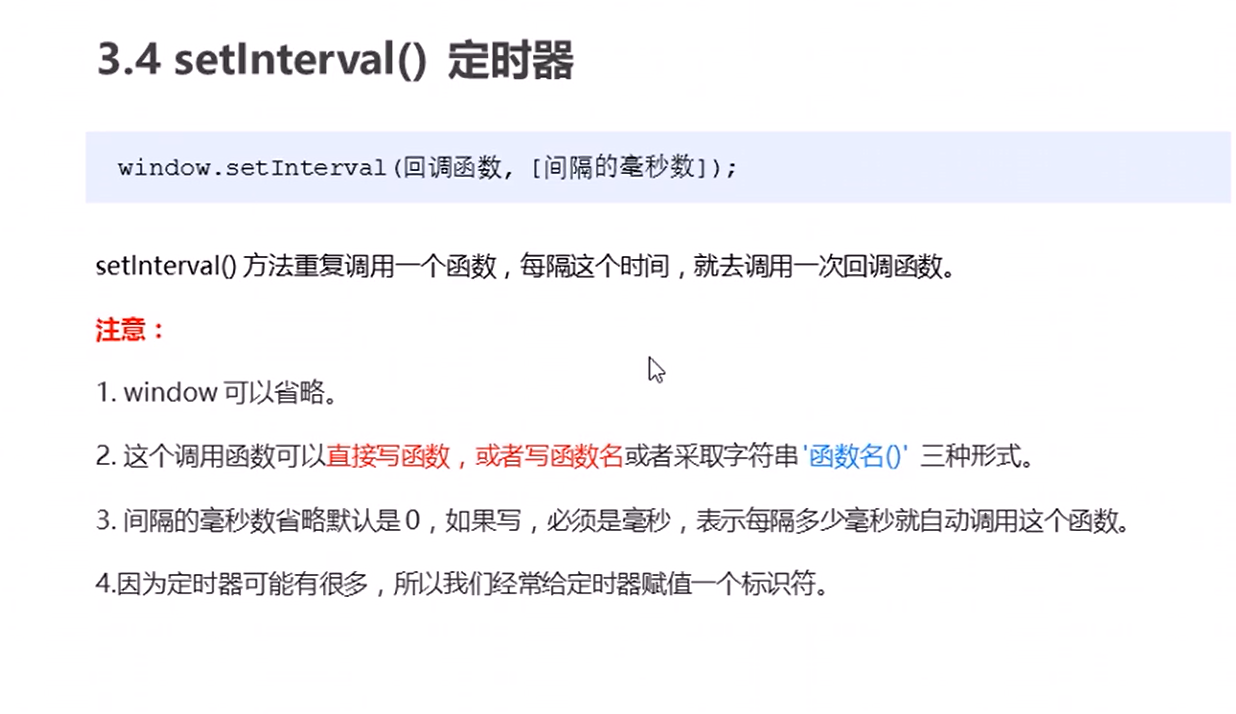 3.4 setInterval() 定时器
window.setInterval(回调函数, [间隔的毫秒数]);
setInterval() 方法重复调用一个函数，每隔这个时间，就去调用一次回调函数。
注意：
1. window 可以省略。
2. 这个调用函数可以直接写函数，或者写函数名或者采取字符串 '函数名()' 三种形式。
3. 间隔的毫秒数省略默认是 0，如果写，必须是毫秒，表示每隔多少毫秒就自动调用这个函数。
4.因为定时器可能有很多，所以我们经常给定时器赋值一个标识符。